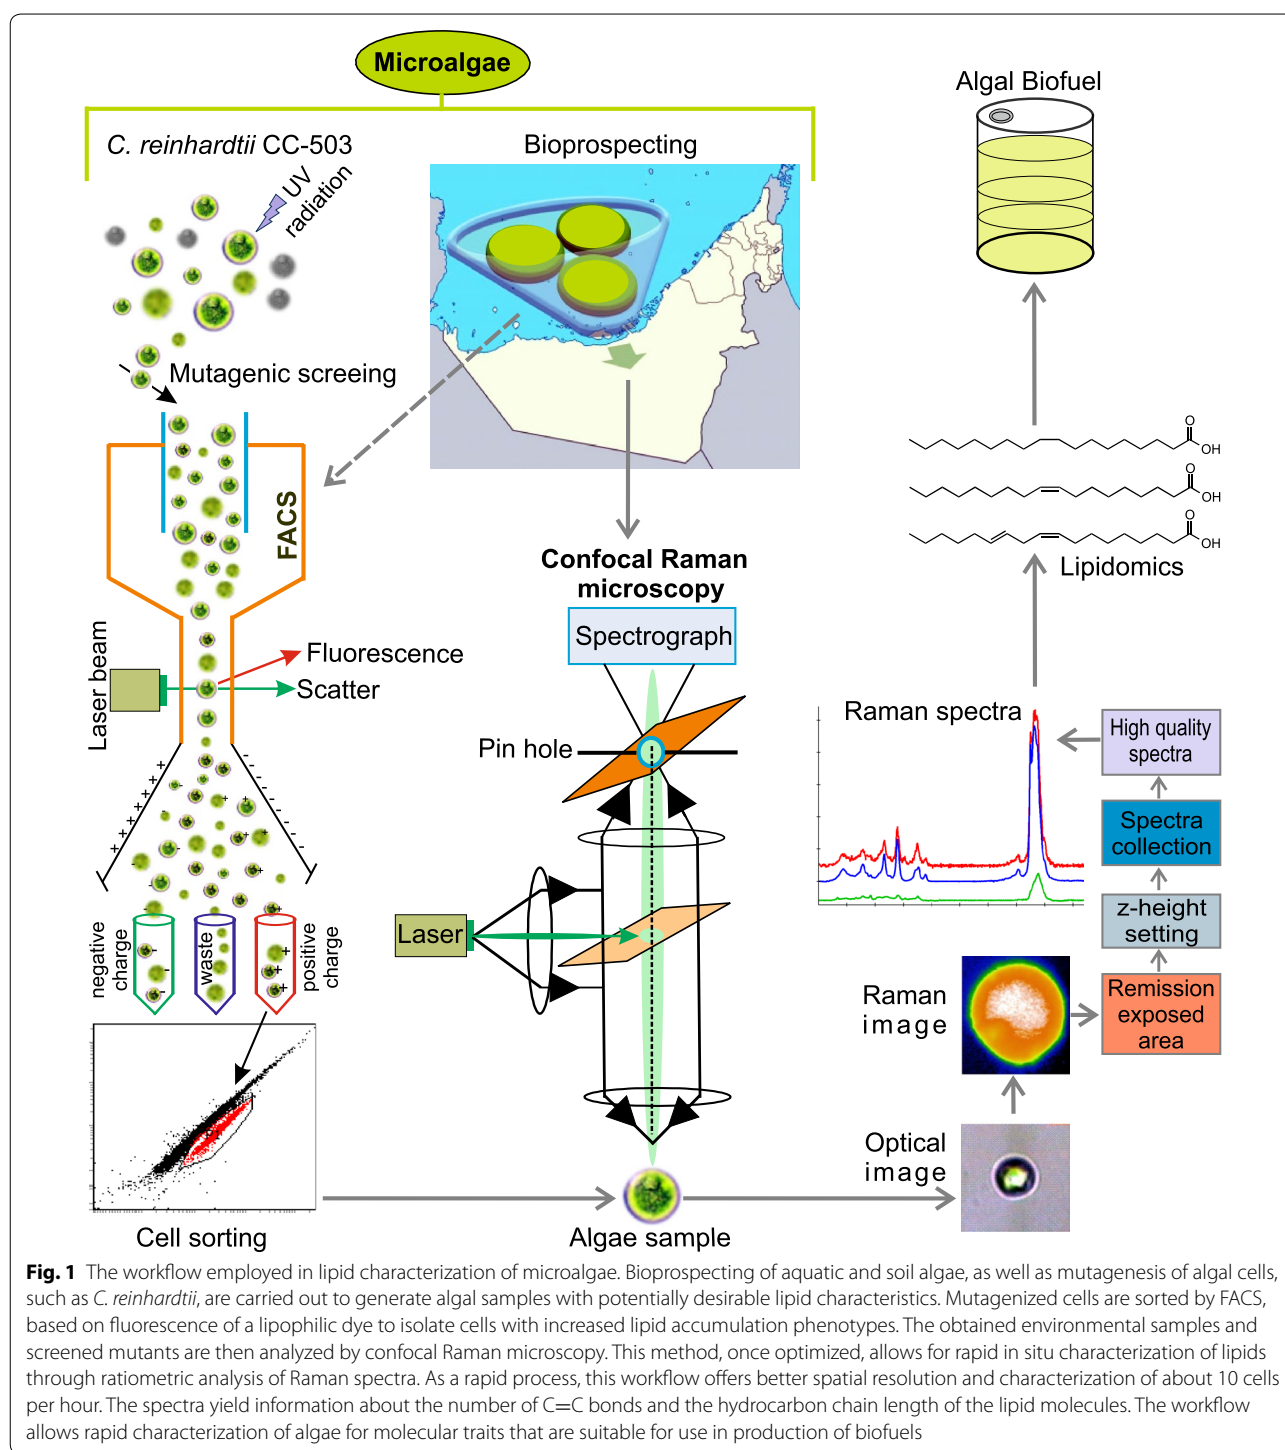 Microalgae
C. reinhardtii CC-503
UV
radiation
Mutagenic screeing
Bioprospecting
Algal Biofuel
FACS
Laser beam
Fluorescence
Scatter
negative
charge
waste
positive
charge
Cell sorting
Confocal Raman
microscopy
Spectrograph
Pin hole
Laser
Algae sample
Optical
image
Raman
image
Remission
exposed
area
z-height
setting
Spectra
collection
High quality
spectra
Raman spectra
Lipidomics
O
OH
O
OH
O
OH
Fig. 1 The workflow employed in lipid characterization of microalgae. Bioprospecting of aquatic and soil algae, as well as mutagenesis of algal cells,
such as C. reinhardtii, are carried out to generate algal samples with potentially desirable lipid characteristics. Mutagenized cells are sorted by FACS,
based on fluorescence of a lipophilic dye to isolate cells with increased lipid accumulation phenotypes. The obtained environmental samples and
screened mutants are then analyzed by confocal Raman microscopy. This method, once optimized, allows for rapid in situ characterization of lipids
through ratiometric analysis of Raman spectra. As a rapid process, this workflow offers better spatial resolution and characterization of about 10 cells
per hour. The spectra yield information about the number of C=C bonds and the hydrocarbon chain length of the lipid molecules. The workflow
allows rapid characterization of algae for molecular traits that are suitable for use in production of biofuels